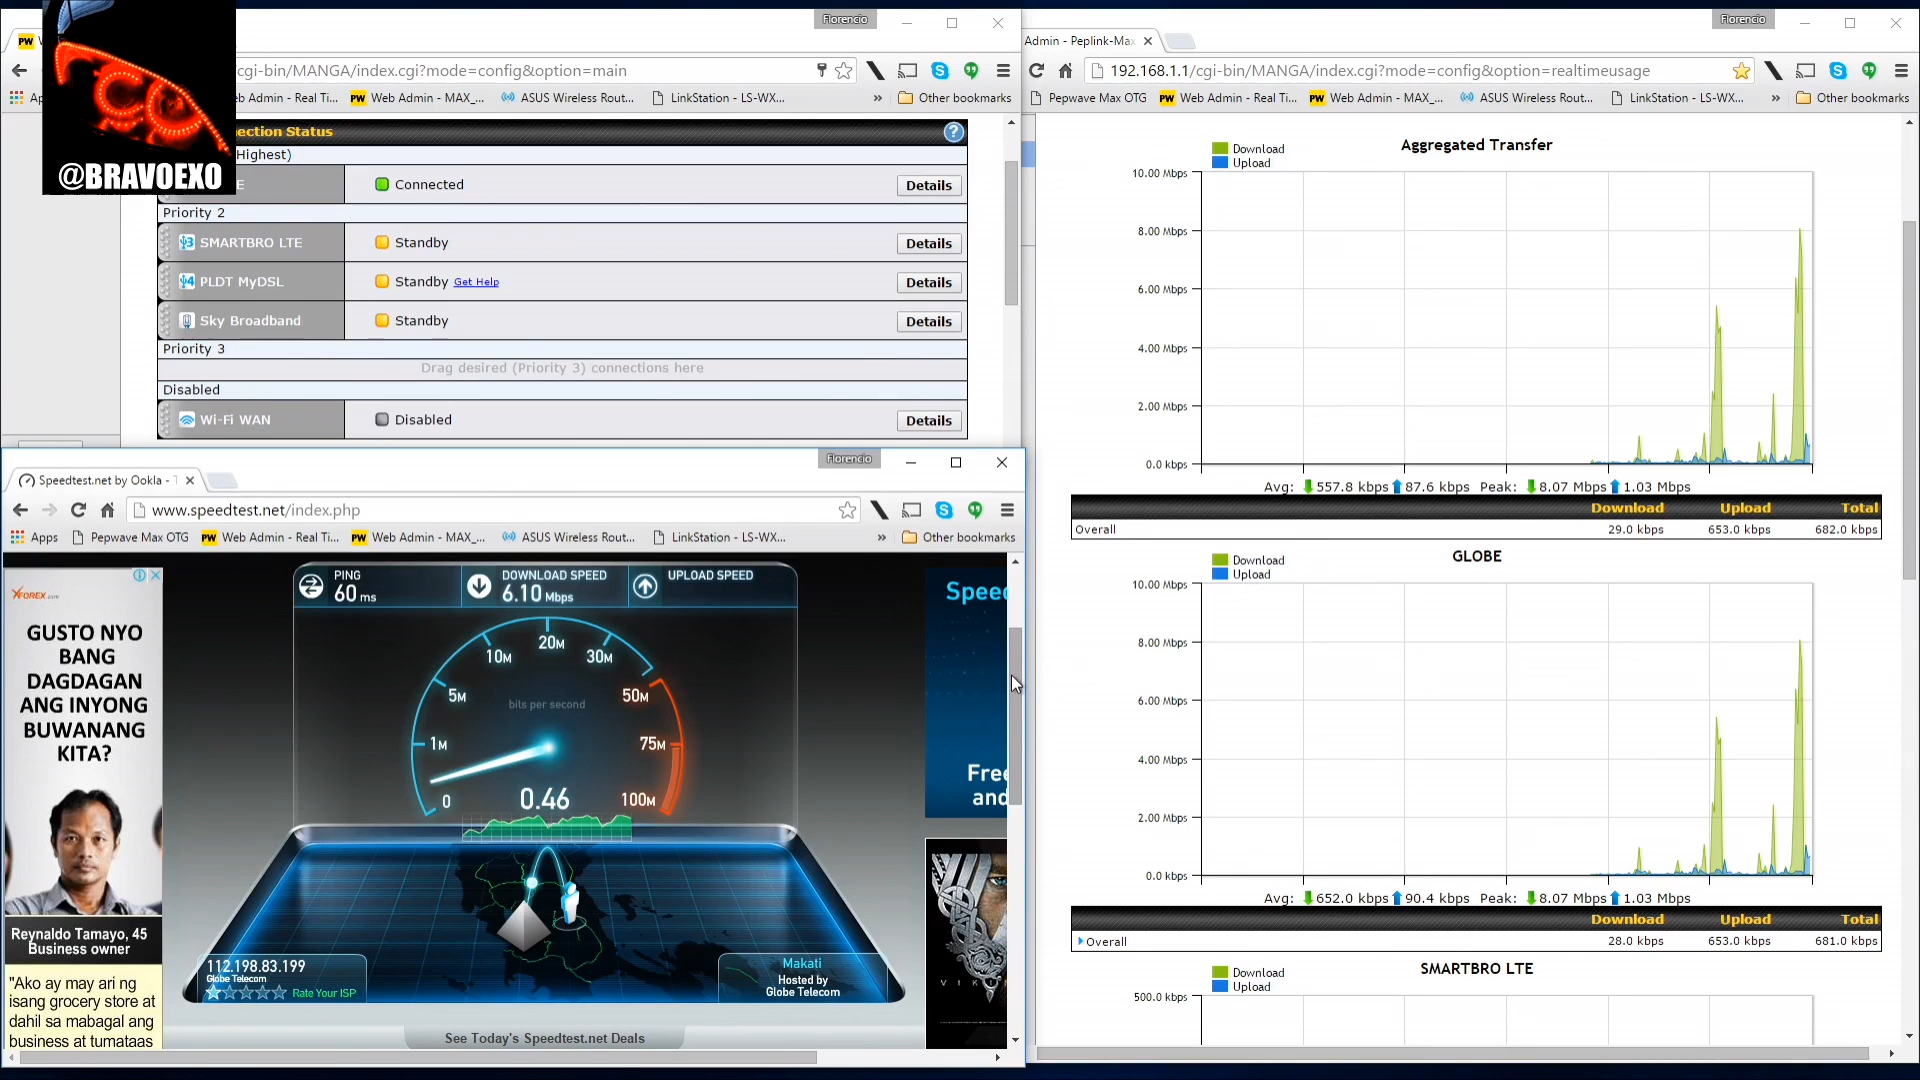 Florencio
PW
cgi-bin/MANGA/index.cgi?mode=config&option=main
Web Admin - Real Ti...
PW Web Admin - MAX_...
ASUS Wireless Rout...
LinkStation - LS-WX...
»
Other bookmarks
@BRAVOEXO
ection Status
Highest)
E
Connected
Details
Priority 2
SMARTBRO LTE
Standby
Details
PLDT MyDSL
Standby Get Help
Details
Sky Broadband
Standby
Details
Priority 3
Drag desired (Priority 3) connections here
Disabled
Wi-Fi WAN
Disabled
Details
Florencio
Speedtest.net by Ookla - T
www.speedtest.net/index.php
Apps
Pepwave Max OTG
PW Web Admin - Real Ti...
PW Web Admin - MAX_...
ASUS Wireless Rout...
LinkStation - LS-WX...
»
Other bookmarks
XFOREX.com
GUSTO NYO
BANG
DAGDAGAN
ANG INYONG
BUWANANG
KITA?
Reynaldo Tamayo, 45
Business owner
"Ako ay may ari ng
isang grocery store at
dahil sa mabagal ang
business at tumataas
PING
60 ms
DOWNLOAD SPEED
6.10 Mbps
UPLOAD SPEED
20M
10M
30M
5M
50M
bits per second
1M
75M
0
0.46
100M
112.198.83.199
Globe Telecom
Rate Your ISP
Makati
Hosted by
Globe Telecom
See Today's Speedtest.net Deals
Speed
Free
and
VIKIN
Florencio
Admin - Peplink-Max
192.168.1.1/cgi-bin/MANGA/index.cgi?mode=config&option=realtimeusage
Pepwave Max OTG
PW Web Admin - Real Ti...
PW Web Admin - MAX_...
ASUS Wireless Rout...
LinkStation - LS-WX...
»
Other bookmarks
Aggregated Transfer
Download
Upload
10.00 Mbps
8.00 Mbps
6.00 Mbps
4.00 Mbps
2.00 Mbps
0.0 kbps
Avg: 557.8 kbps 87.6 kbps Peak: 8.07 Mbps 1.03 Mbps
Download Upload Total
Overall 29.0 kbps 653.0 kbps 682.0 kbps
GLOBE
Download
Upload
10.00 Mbps
8.00 Mbps
6.00 Mbps
4.00 Mbps
2.00 Mbps
0.0 kbps
Avg: 652.0 kbps 90.4 kbps Peak: 8.07 Mbps 1.03 Mbps
Download Upload Total
Overall 28.0 kbps 653.0 kbps 681.0 kbps
SMARTBRO LTE
Download
Upload
500.0 kbps